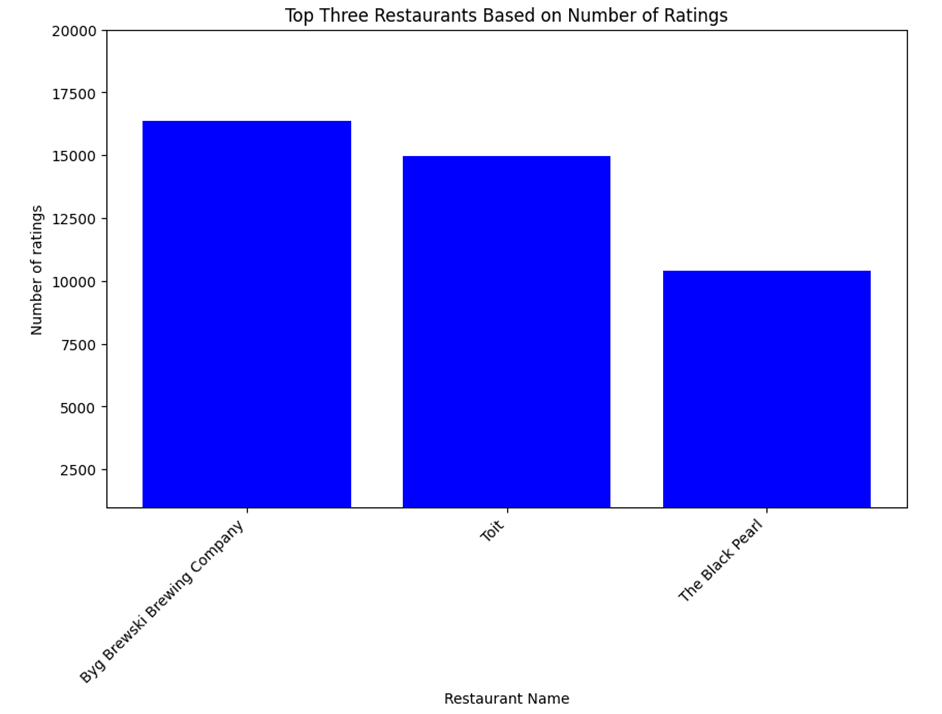 Top Three Restaurants Based on Number of Ratings
20000
17500
15000
12500
10000
7500
5000
2500
Number of ratings
Byg Brewski Brewing Company
Toit
The Black Pearl
Restaurant Name